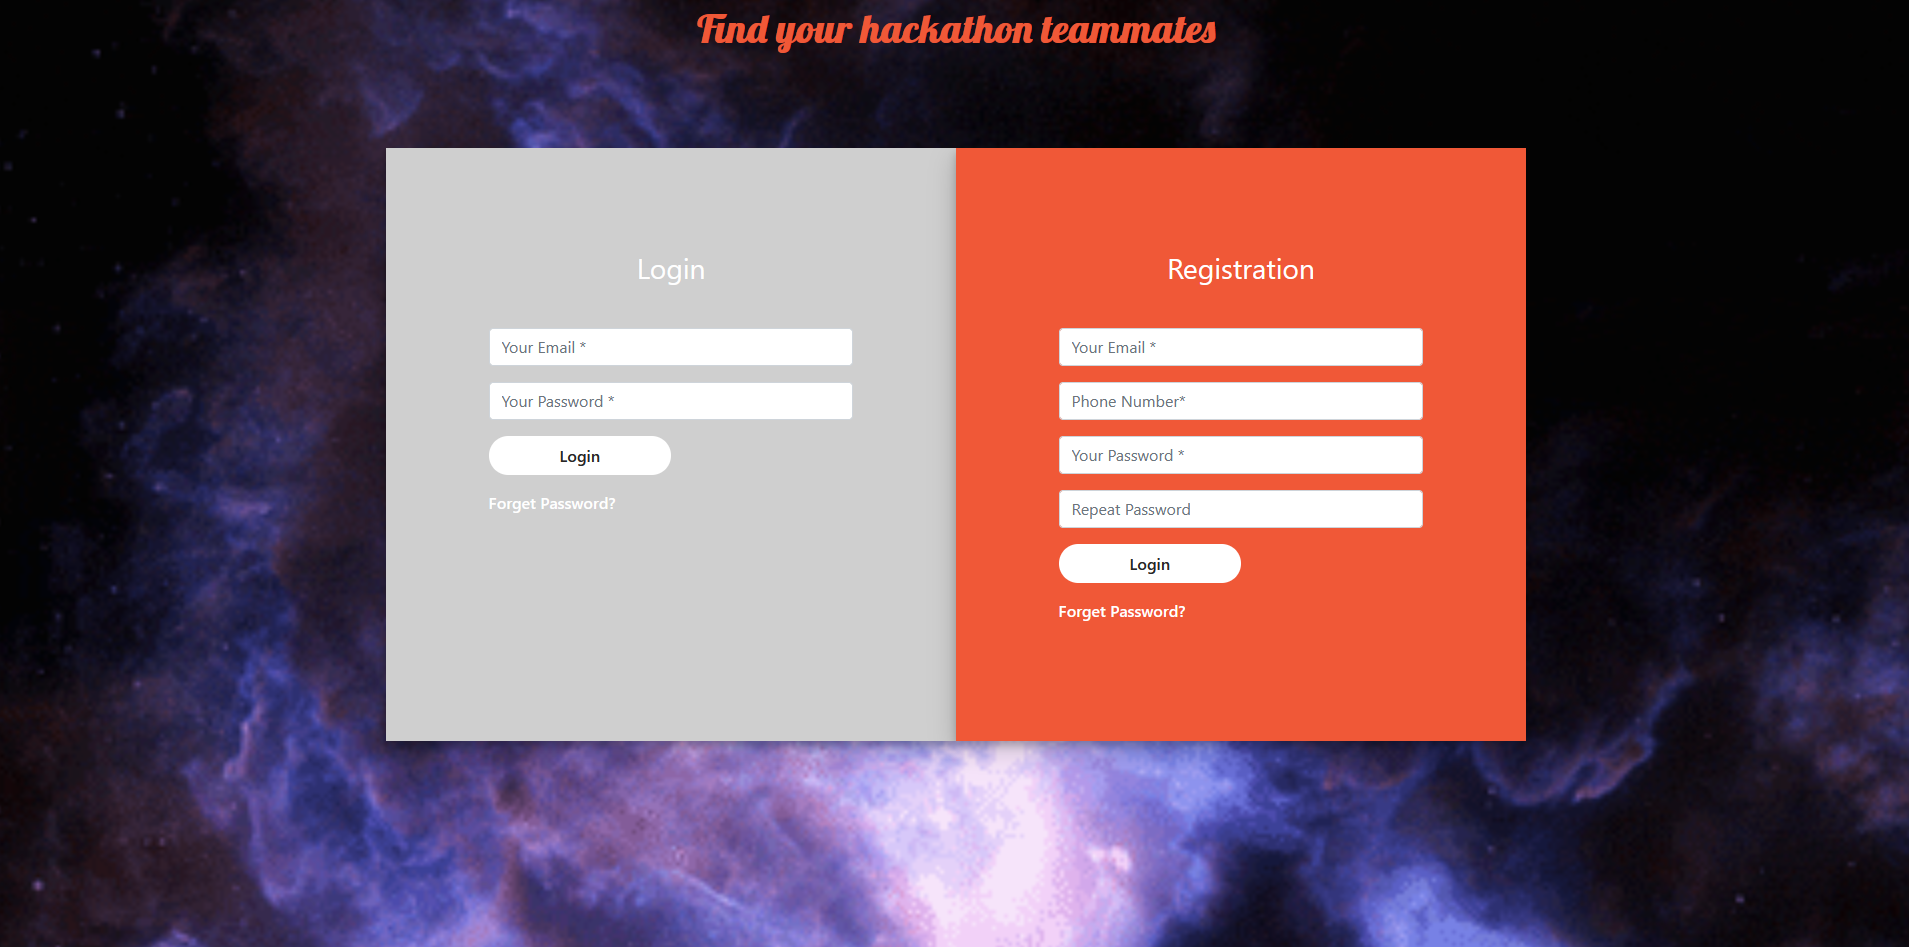 Find your hackathon teammates
Login
Your Email *
Your Password *
Login
Forget Password?
Registration
Your Email *
Phone Number*
Your Password *
Repeat Password
Login
Forget Password?